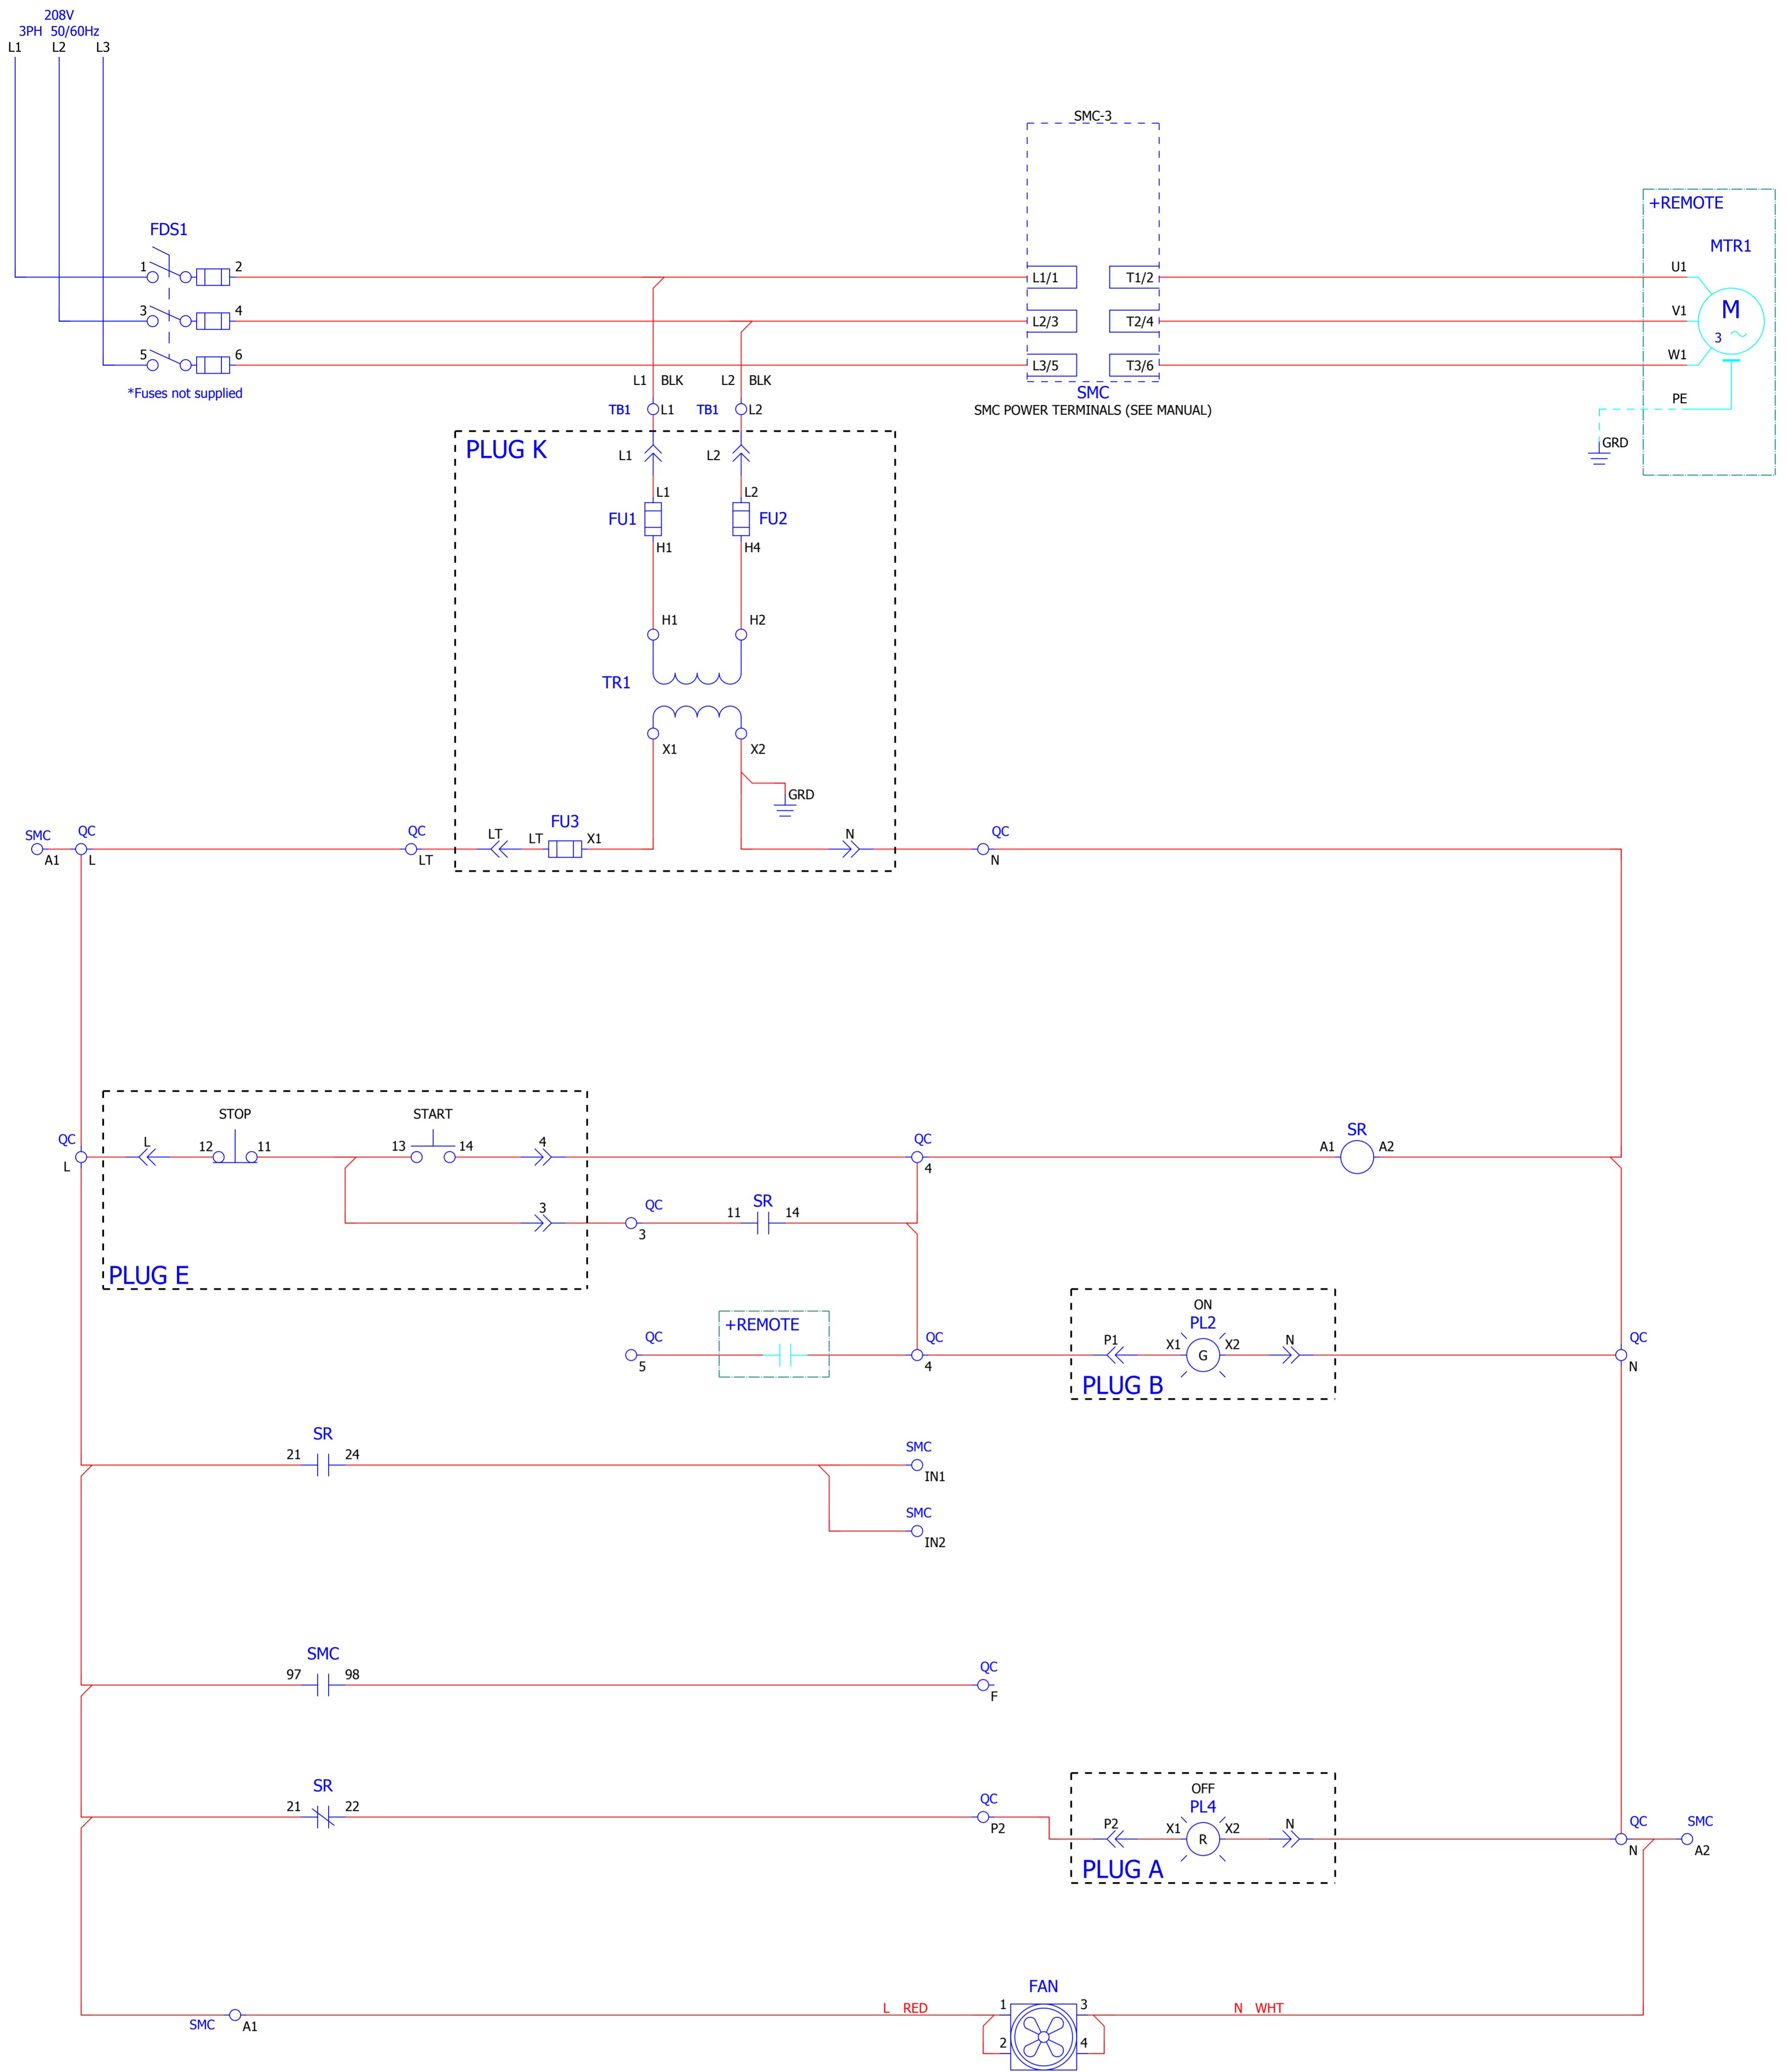 208V
3PH 50/60Hz
L1 L2 L3
SMC-3
+REMOTE
FDS1
MTR1
1 2 L1/1 T1/2 U1
3 4 L2/3 T2/4 V1 M
3
5 6 L3/5 T3/6 W1
*Fuses not supplied
L1 BLK L2 BLK
SMC
PE
TB1 L1 TB1 L2
SMC POWER TERMINALS (SEE MANUAL)
PLUG K
L1 L2
GRD
L1 L2
FU1 FU2
H1 H4
H1 H2
TR1
X1 X2
GRD
SMC QC QC FU3 QC
LT LT X1 N
A1 L LT N
STOP START
QC L 12 11 13 14 4 QC SR
A1 A2
L 4
3 QC 11 SR 14
3
PLUG E
ON
+REMOTE PL2
QC QC P1 X1 X2 N QC
G
5 4 N
PLUG B
SR
21 24 SMC
IN1
SMC
IN2
SMC
97 98 QC
F
SR OFF
21 22 QC PL4
P2 P2 X1 X2 N QC SMC
R
N A2
PLUG A
FAN
L RED 1 3 N WHT
SMC A1
2 4